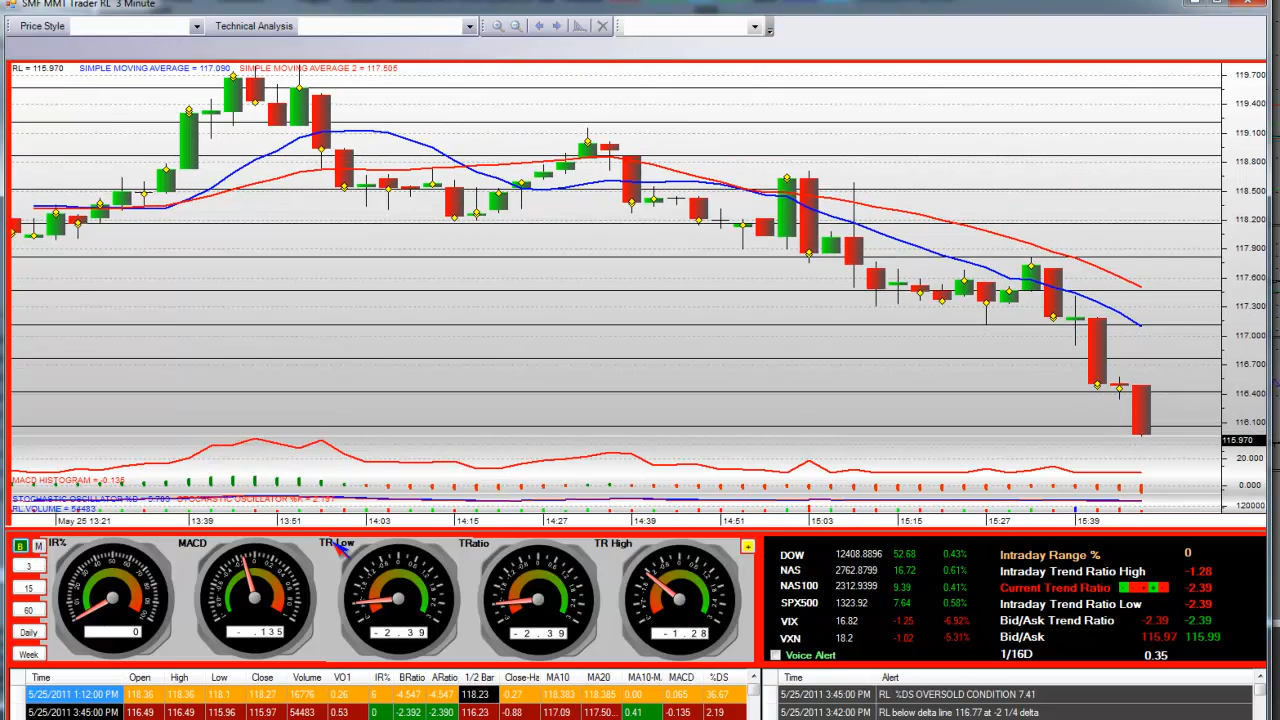 SMF MMT Trader RL 3 Minute
Price Style Technical Analysis
RL = 115.970 SIMPLE MOVING AVERAGE = 117.090 SIMPLE MOVING AVERAGE 2 = 117.505
119.700
119.400
119.100
118.800
118.500
118.200
117.900
117.600
117.300
117.000
116.700
116.400
116.100
115.970
20.000
MACD HISTOGRAM = -0.135
0.000
STOCHASTIC OSCILLATOR %D = 5.783 STOCHASTIC OSCILLATOR %K = 2.187
RL.VOLUME = 54483
120000
May 25 13:21 13:39 13:51 14:03 14:15 14:27 14:39 14:51 15:03 15:15 15:27 15:39
B M IR% MACD TR Low TRatio TR High +
3
15
60
Daily
Week
0 - .135 - 2.39 - 2.39 - 1.28
DOW 12408.8896 52.68 0.43% Intraday Range % 0
NAS 2762.8799 16.72 0.61% Intraday Trend Ratio High -1.28
NAS100 2312.9399 9.39 0.41% Current Trend Ratio -2.39
SPX500 1323.92 7.64 0.58% Intraday Trend Ratio Low -2.39
VIX 16.82 -1.25 -6.92% Bid/Ask Trend Ratio -2.39 -2.39
VXN 18.2 -1.02 -5.31% Bid/Ask 115.97 115.99
Voice Alert 1/16D 0.35
Time Open High Low Close Volume VO1 IR% BRatio ARatio 1/2 Bar Close-Ha MA10 MA20 MA10-M. MACD %DS Time Alert
5/25/2011 1:12:00 PM 118.36 118.36 118.1 118.27 16776 0.26 6 -4.547 -4.547 118.23 -0.27 118.383 118.385 0.00 0.065 36.67 5/25/2011 3:45:00 PM RL %DS OVERSOLD CONDITION 7.41
5/25/2011 3:45:00 PM 116.49 116.49 115.96 115.97 54483 0.53 0 -2.392 -2.390 116.23 -0.88 117.09 117.50... 0.41 -0.135 2.19 5/25/2011 3:42:00 PM RL below delta line 116.77 at -2 1/4 delta